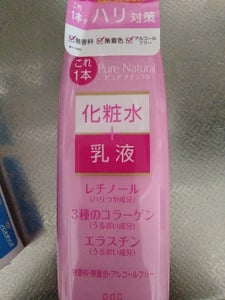 これ
1本で
ハリ対策
無香料
無着色
アルコールフリー
これ
1本
Pure Natural
ピュア ナチュラル
化粧水
+
乳液
レチノール
(ハリつや成分)
3種のコラーゲン
(うるおい成分)
エラスチン
(うるおい成分)
無香料・無着色・アルコールフリー
pdc